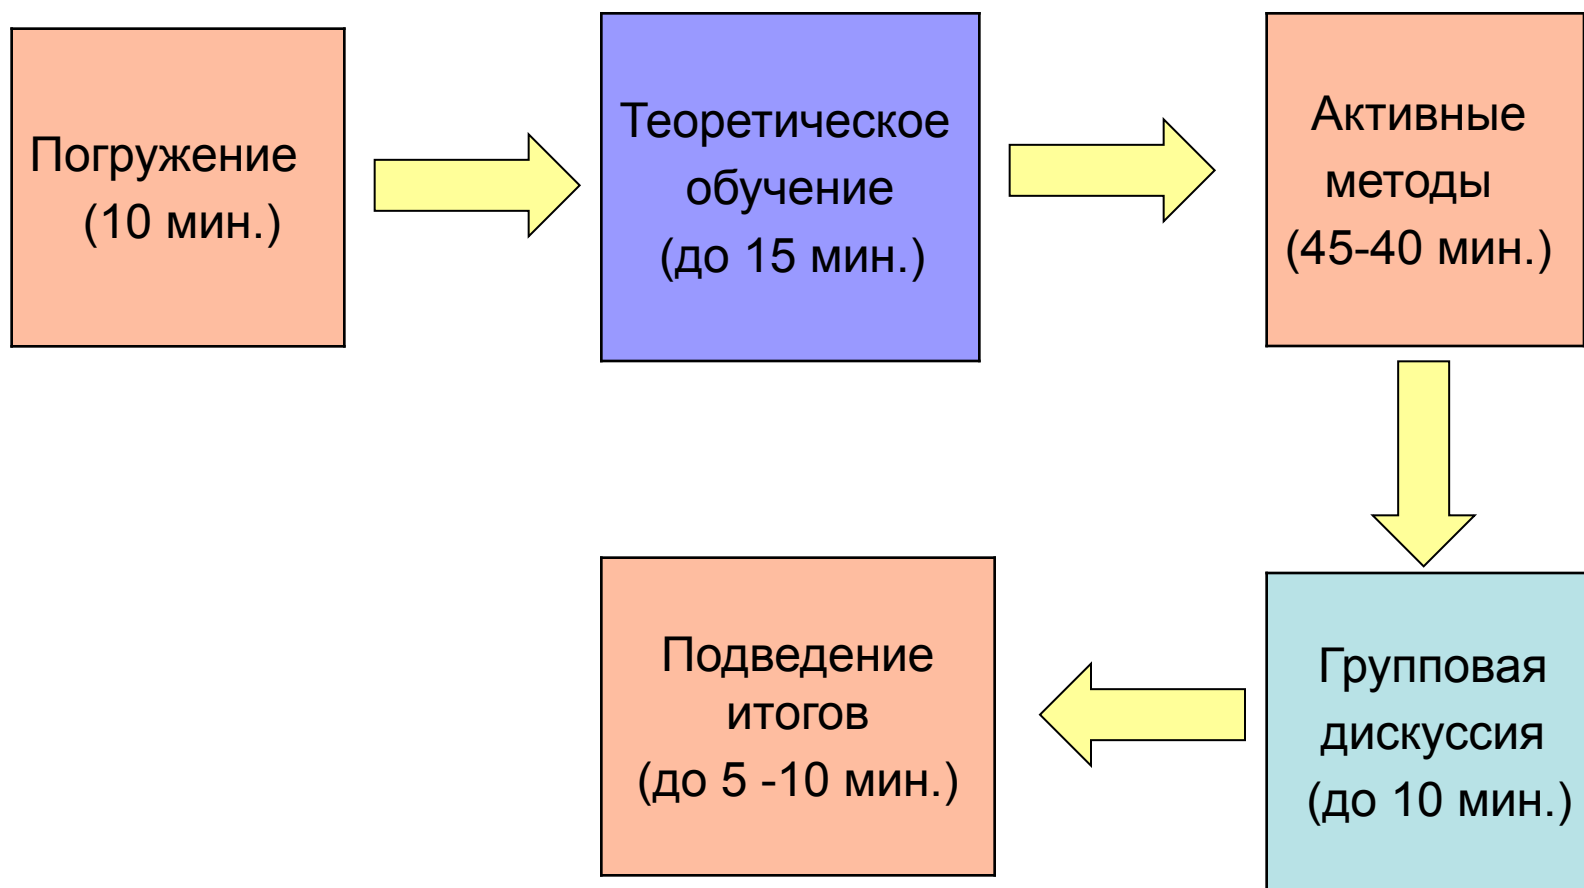 Погружение
(10 мин.)
Теоретическое
обучение
(до 15 мин.)
Активные
методы
(45-40 мин.)
Групповая
дискуссия
(до 10 мин.)
Подведение
итогов
(до 5 -10 мин.)